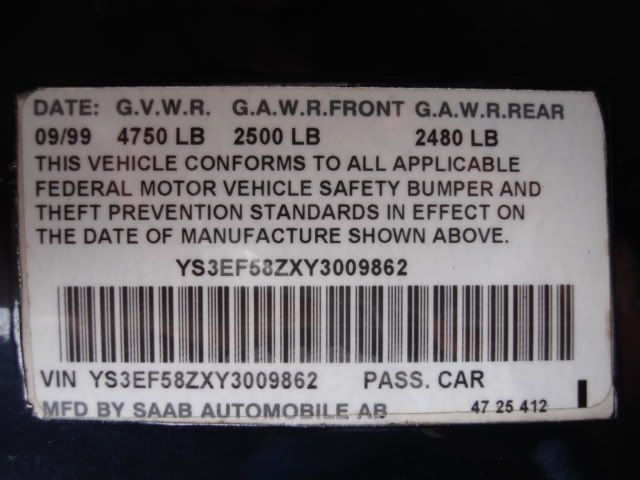 DATE: G.V.W.R. G.A.W.R.FRONT G.A.W.R.REAR
09/99 4750 LB 2500 LB 2480 LB
THIS VEHICLE CONFORMS TO ALL APPLICABLE
FEDERAL MOTOR VEHICLE SAFETY BUMPER AND
THEFT PREVENTION STANDARDS IN EFFECT ON
THE DATE OF MANUFACTURE SHOWN ABOVE.
YS3EF58ZXY3009862
VIN YS3EF58ZXY3009862 PASS. CAR
MFD BY SAAB AUTOMOBILE AB 47 25 412